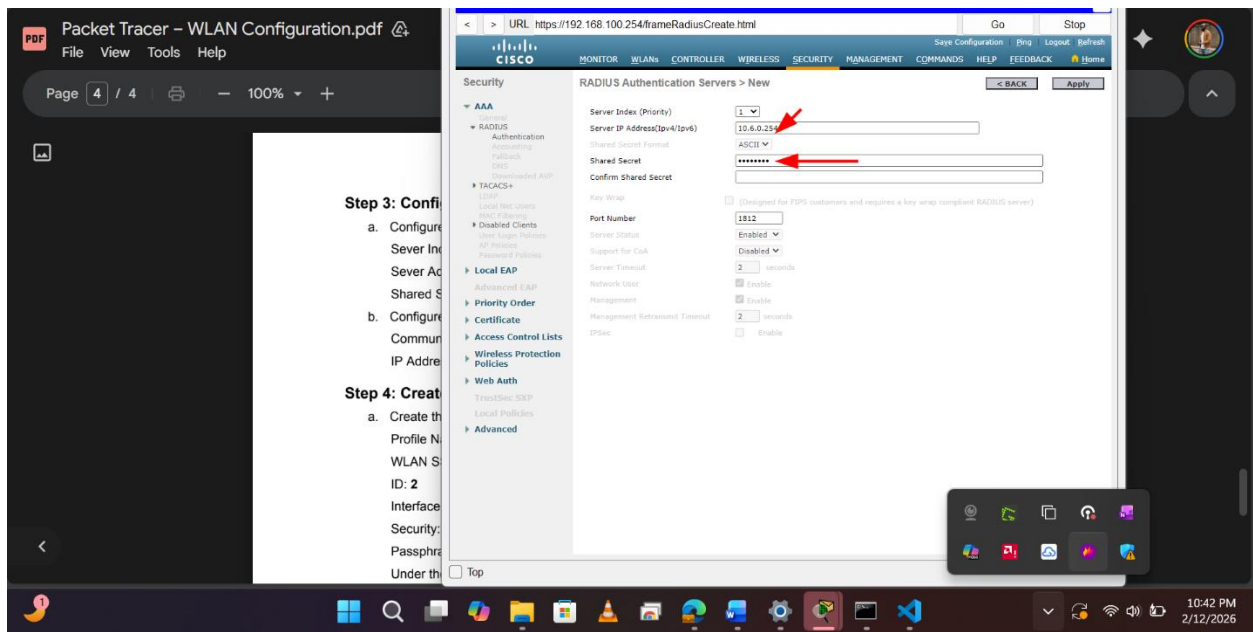 PDF
Packet Tracer – WLAN Configuration.pdf
File View Tools Help
Page 4 / 4 100%
Step 3: Confi
a. Configure
Sever Inc
Sever Ad
Shared S
b. Configure
Commun
IP Addre
Step 4: Creat
a. Create th
Profile Na
WLAN S
ID: 2
Interface
Security:
Passphra
Under th
< > URL https://192.168.100.254/frameRadiusCreate.html Go Stop
Save Configuration Ping Logout Refresh
CISCO MONITOR WLANs CONTROLLER WIRELESS SECURITY MANAGEMENT COMMANDS HELP FEEDBACK Home
Security
AAA
General
RADIUS
Authentication
Accounting
Fallback
DNS
Downloaded AVP
TACACS+
LDAP
Local Net Users
MAC Filtering
Disabled Clients
User Login Policies
AP Policies
Password Policies
Local EAP
Advanced EAP
Priority Order
Certificate
Access Control Lists
Wireless Protection
Policies
Web Auth
TrustSec SXP
Local Policies
Advanced
RADIUS Authentication Servers > New < BACK Apply
Server Index (Priority) 1
Server IP Address(Ipv4/Ipv6) 10.6.0.254
Shared Secret Format ASCII
Shared Secret ••••••••
Confirm Shared Secret
Key Wrap (Designed for FIPS customers and requires a key wrap compliant RADIUS server)
Port Number 1812
Server Status Enabled
Support for CoA Disabled
Server Timeout 2 seconds
Network User Enable
Management Enable
Management Retransmit Timeout 2 seconds
IPSec Enable
Top
1
10:42 PM
2/12/2026